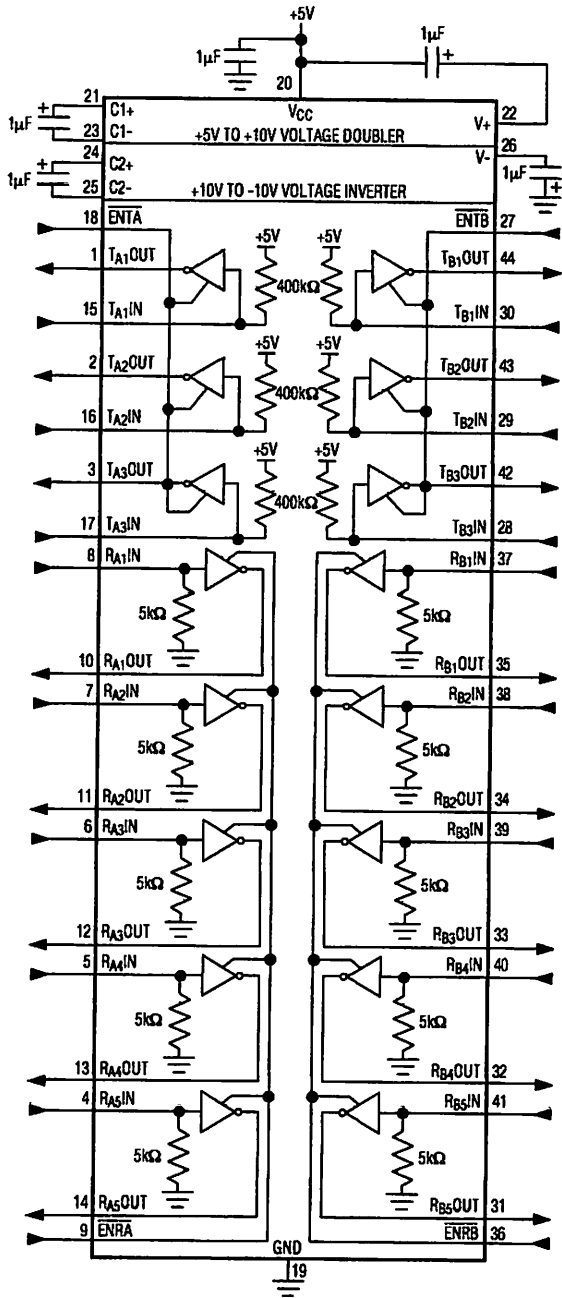 +5V
1µF
1µF
20
21 C1+ VCC 22
1µF V+
23 C1- +5V TO +10V VOLTAGE DOUBLER
24 C2+ 26
1µF V- 1µF
25 C2- +10V TO -10V VOLTAGE INVERTER
18 ENTA ENTB 27
+5V +5V
1 TA1OUT TB1OUT 44
400kΩ
15 TA1IN TB1IN 30
+5V +5V
2 TA2OUT TB2OUT 43
400kΩ
16 TA2IN TB2IN 29
+5V +5V
3 TA3OUT TB3OUT 42
400kΩ
17 TA3IN TB3IN 28
8 RA1IN RB1IN 37
5kΩ 5kΩ
10 RA1OUT RB1OUT 35
7 RA2IN RB2IN 38
5kΩ 5kΩ
11 RA2OUT RB2OUT 34
6 RA3IN RB3IN 39
5kΩ 5kΩ
12 RA3OUT RB3OUT 33
5 RA4IN RB4IN 40
5kΩ 5kΩ
13 RA4OUT RB4OUT 32
4 RA5IN RB5IN 41
5kΩ 5kΩ
14 RA5OUT RB5OUT 31
9 ENRA ENRB 36
GND
19